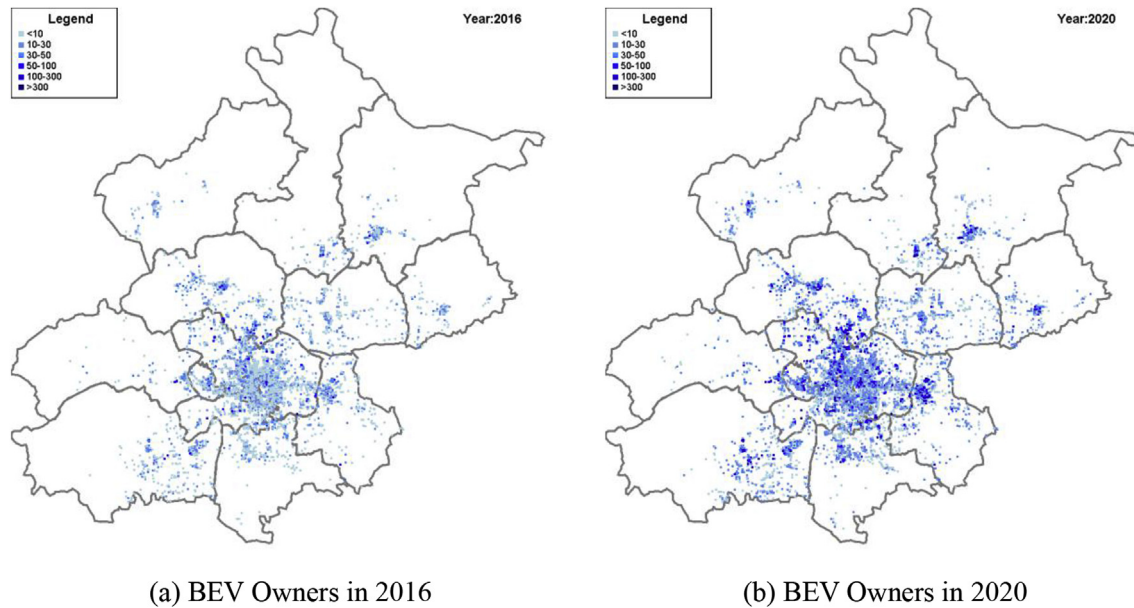 Legend
<10
10-30
30-50
50-100
100-300
>300
Year:2016
Legend
<10
10-30
30-50
50-100
100-300
>300
Year:2020
(a) BEV Owners in 2016
(b) BEV Owners in 2020